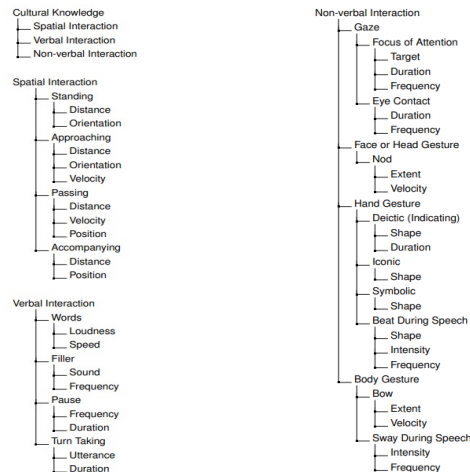 Cultural Knowledge
Spatial Interaction
Verbal Interaction
Non-verbal Interaction
Spatial Interaction
Standing
Distance
Orientation
Approaching
Distance
Orientation
Velocity
Passing
Distance
Velocity
Position
Accompanying
Distance
Position
Verbal Interaction
Words
Loudness
Speed
Filler
Sound
Frequency
Pause
Frequency
Duration
Turn Taking
Utterance
Duration
Non-verbal Interaction
Gaze
Focus of Attention
Target
Duration
Frequency
Eye Contact
Duration
Frequency
Face or Head Gesture
Nod
Extent
Velocity
Hand Gesture
Deictic (Indicating)
Shape
Duration
Iconic
Shape
Symbolic
Shape
Beat During Speech
Shape
Intensity
Frequency
Body Gesture
Bow
Extent
Velocity
Sway During Speech
Intensity
Frequency